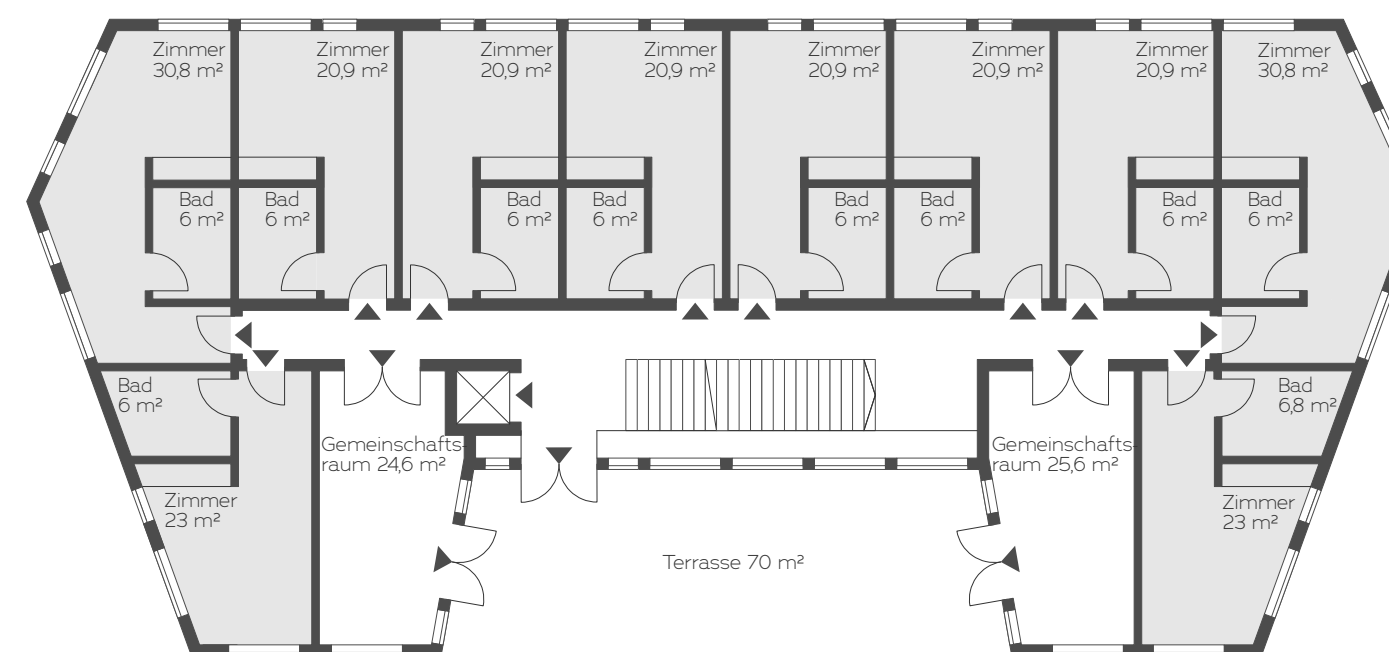 Zimmer
30,8 m²
Zimmer
20,9 m²
Zimmer
20,9 m²
Zimmer
20,9 m²
Zimmer
20,9 m²
Zimmer
20,9 m²
Zimmer
20,9 m²
Zimmer
30,8 m²
Bad
6 m²
Bad
6 m²
Bad
6 m²
Bad
6 m²
Bad
6 m²
Bad
6 m²
Bad
6 m²
Bad
6 m²
Bad
6 m²
Bad
6,8 m²
Gemeinschafts-
raum 24,6 m²
Gemeinschafts-
raum 25,6 m²
Zimmer
23 m²
Zimmer
23 m²
Terrasse 70 m²